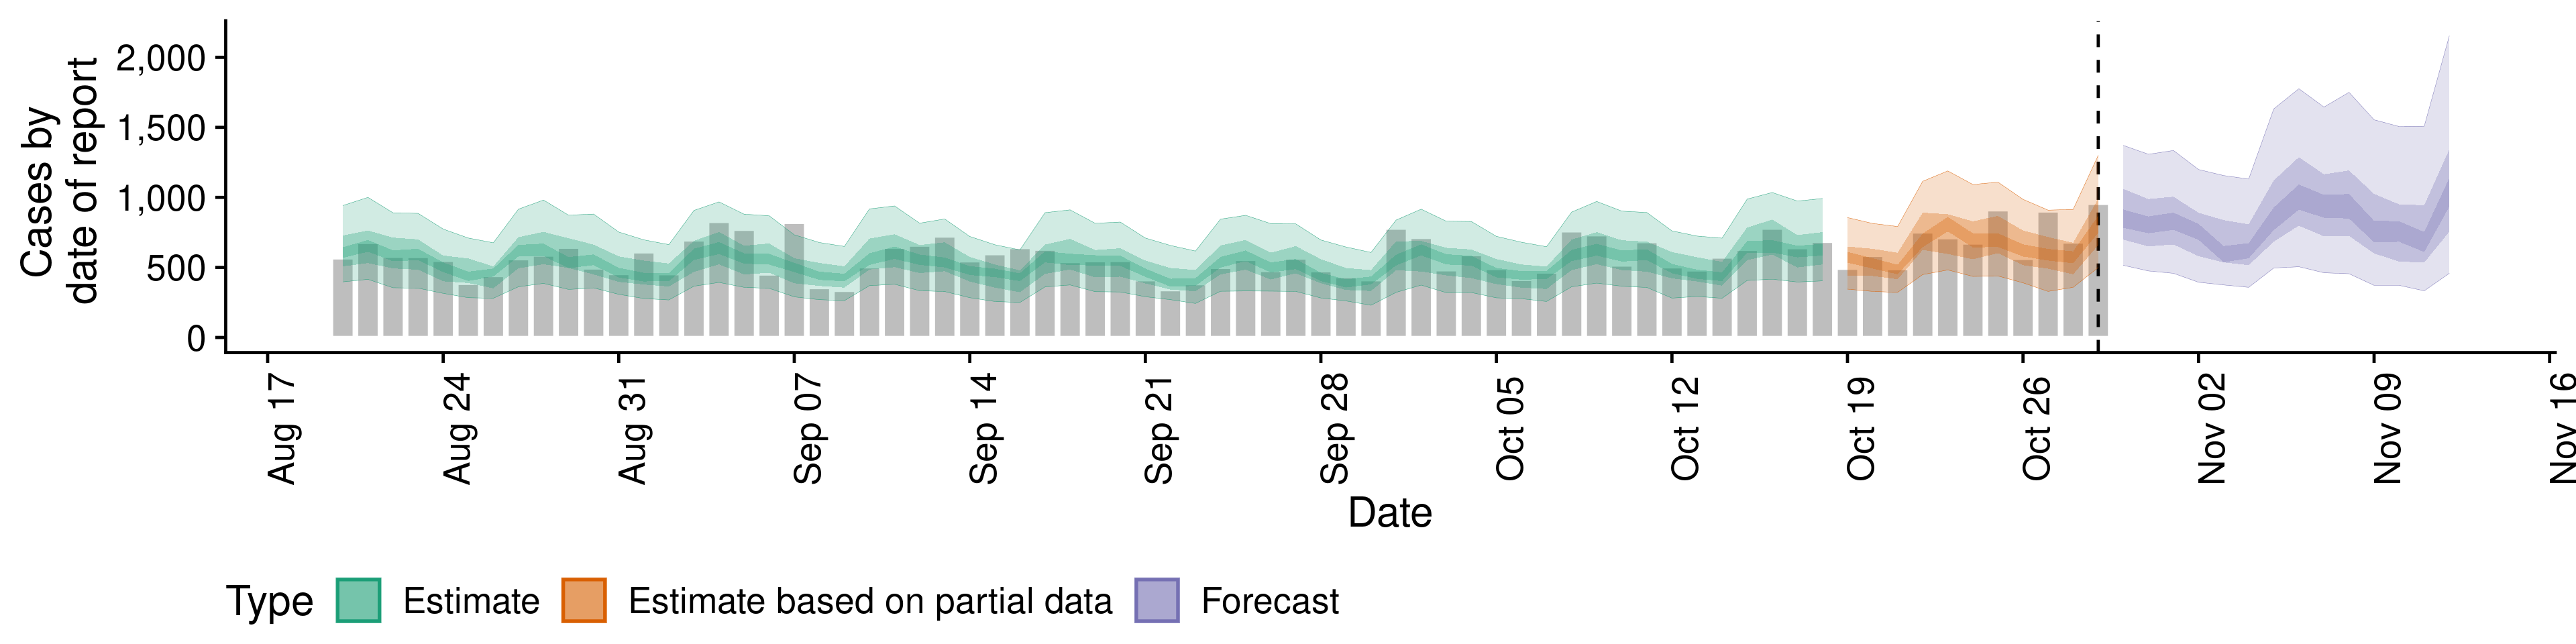 Cases by
date of report
2,000
1,500
1,000
500
0
Aug 17
Aug 24
Aug 31
Sep 07
Sep 14
Sep 21
Sep 28
Oct 05
Oct 12
Oct 19
Oct 26
Nov 02
Nov 09
Nov 16
Date
Type
Estimate
Estimate based on partial data
Forecast